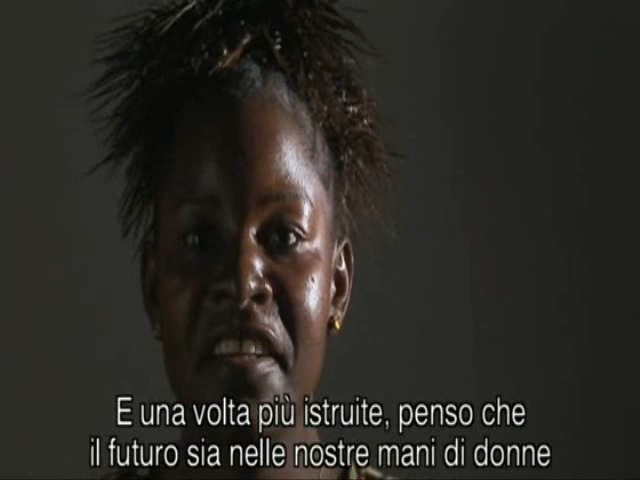 E una volta più istruite, penso che
il futuro sia nelle nostre mani di donne